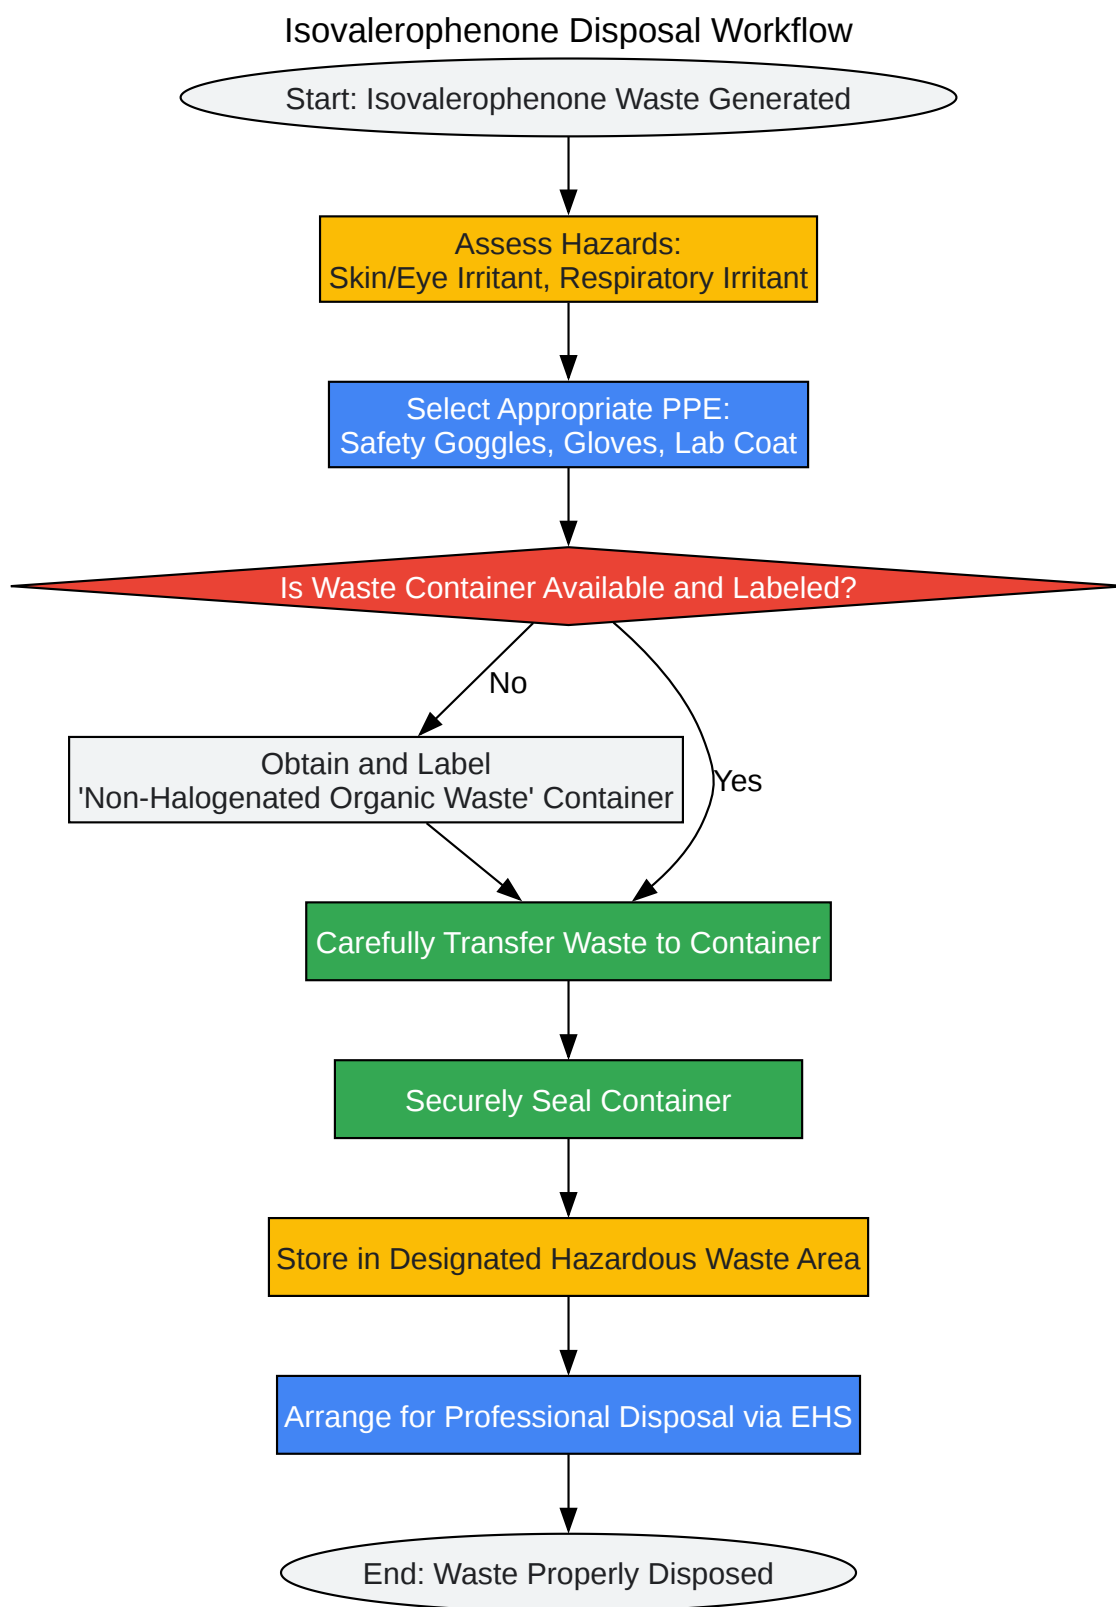 Isovalerophenone Disposal Workflow
Start: Isovalerophenone Waste Generated
Assess Hazards:
Skin/Eye Irritant, Respiratory Irritant
Select Appropriate PPE:
Safety Goggles, Gloves, Lab Coat
Is Waste Container Available and Labeled?
No
Obtain and Label
'Non-Halogenated Organic Waste' Container
Yes
Carefully Transfer Waste to Container
Securely Seal Container
Store in Designated Hazardous Waste Area
Arrange for Professional Disposal via EHS
End: Waste Properly Disposed